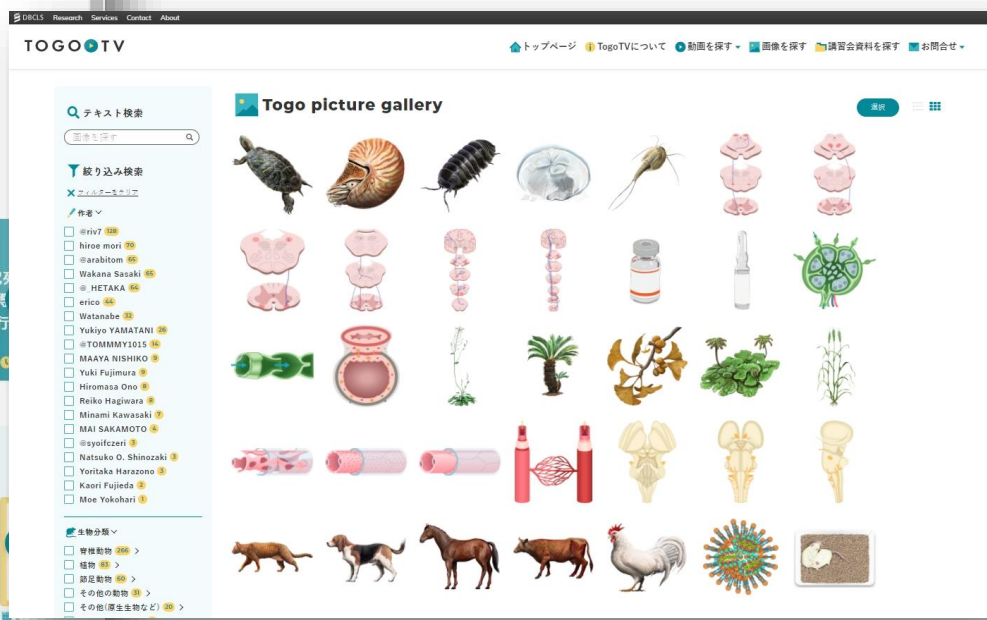 DBCLS Research Services Contact About
TOGO TV
トップページ TogoTVについて 動画を探す 画像を探す 講習会資料を探す お問合せ
テキスト検索
画像を探す
絞り込み検索
フィルターをクリア
作者
@riv7 128
hiroe mori 70
@arabitom 65
Wakana Sasaki 65
@_HETAKA 64
erico 44
Watanabe 32
Yukiyo YAMATANI 26
@TOMMMY1015 14
MAAYA NISHIKO 9
Yuki Fujimura 9
Hiromasa Ono 8
Reiko Hagiwara 8
Minami Kawasaki 7
MAI SAKAMOTO 4
@syoifczeri 3
Natsuko O. Shinozaki 3
Yoritaka Harazono 3
Kaori Fujieda 2
Moe Yokohari 1
生物分類
脊椎動物 266
植物 83
節足動物 60
その他の動物 31
その他(原生生物など) 20
Togo picture gallery
選択